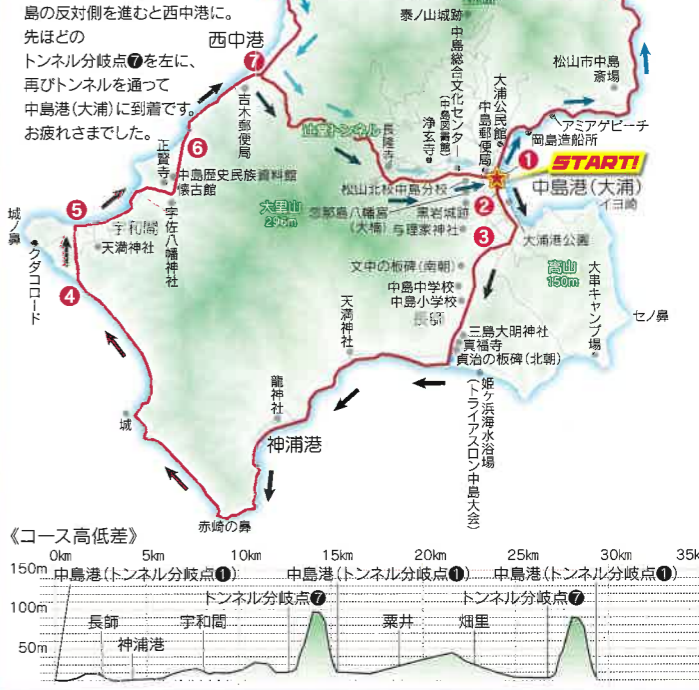 島の反対側を進むと西中港に。
先ほどの
トンネル分岐点❼を左に、
再びトンネルを通って
中島港(大浦)に到着です。
お疲れさまでした。
泰ノ山城跡
西中港
❼
吉木郵便局
中島総合文化センター
(中島図書館)
浄玄寺
大浦公民館
中島郵便局
松山市中島
斎場
アミアゲビーチ
岡島造船所
❶
START!
中島港(大浦)
イヨ崎
辻堂トンネル
長隆寺
❻
正賢寺
中島歴史民族資料館
懐古館
松山北校中島分校
忽那島八幡宮
(大橋)
黒岩城跡
与理家神社
❷
❸
大浦港公園
大里山
296m
❺
城ノ鼻
クダコロード
宇和間
天満神社
宇佐八幡神社
文中の板碑(南朝)
高山
150m
大串キャンプ場
中島中学校
中島小学校
長師
セノ鼻
❹
天満神社
三島大明神社
真福寺
貞治の板碑(北朝)
姫ヶ浜海水浴場
(トライアスロン中島大会)
龍神社
城
神浦港
赤崎の鼻
《コース高低差》
0km 5km 10km 15km 20km 25km 30km 35k
150m
中島港(トンネル分岐点❶) 中島港(トンネル分岐点❶) 中島港(トンネル分岐点❶)
トンネル分岐点❼ トンネル分岐点❼
100m
長師 宇和間 粟井 畑里
神浦港
50m